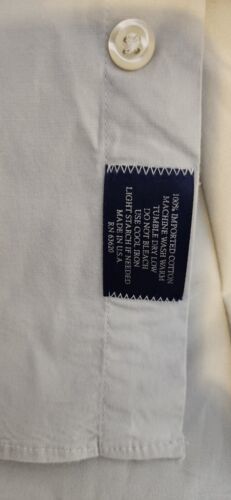 100% IMPORTED COTTON
MACHINE WASH WARM
TUMBLE DRY LOW
DO NOT BLEACH
USE COOL IRON
LIGHT STARCH IF NEEDED
MADE IN U.S.A
RN 63620